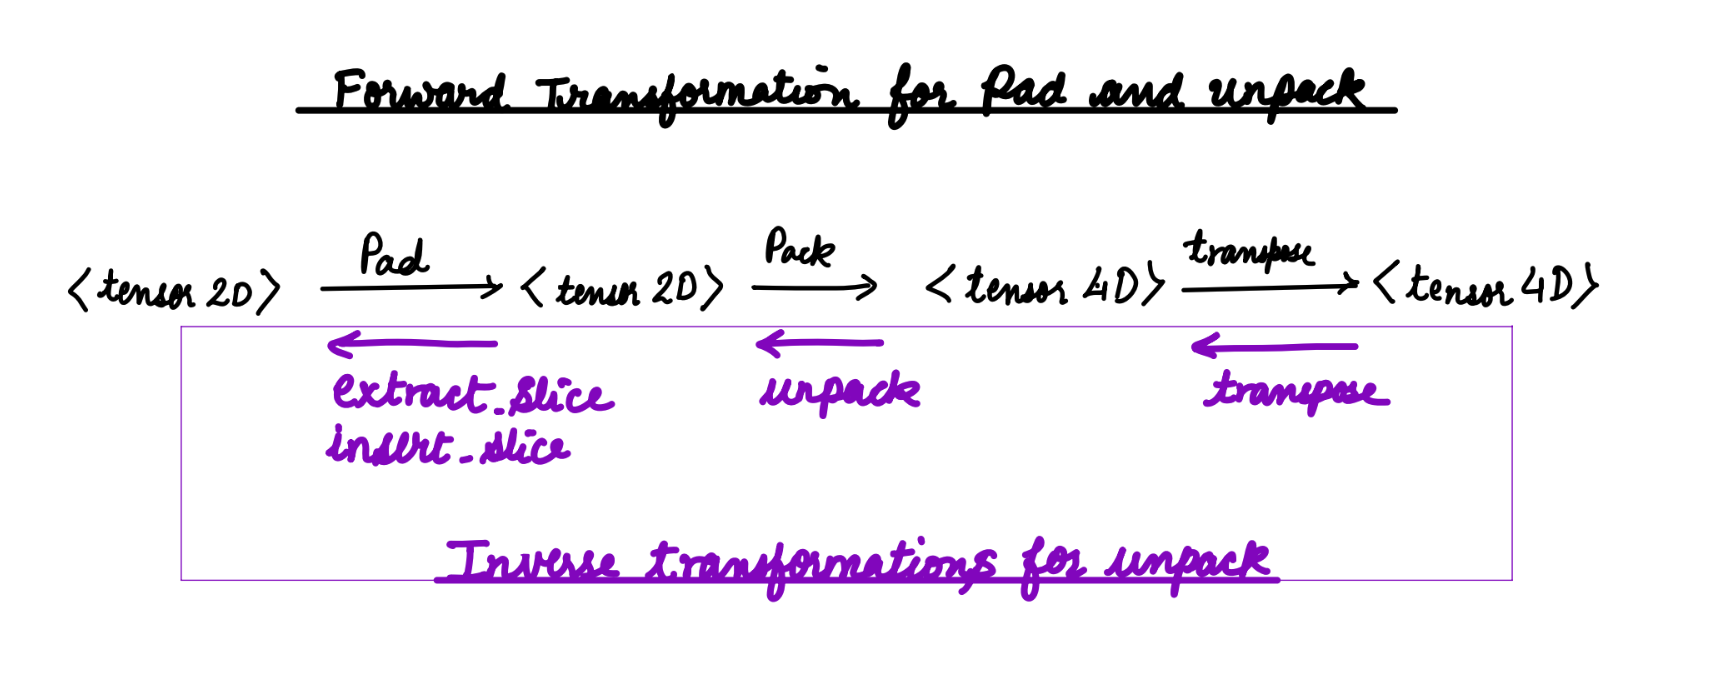 Forward Transformation for Pad and unpack
Pad Pack transpose
<tensor 2D> <tensor 2D> <tensor 4D> <tensor 4D>
extract_slice unpack transpose
insert_slice
Inverse transformations for unpack